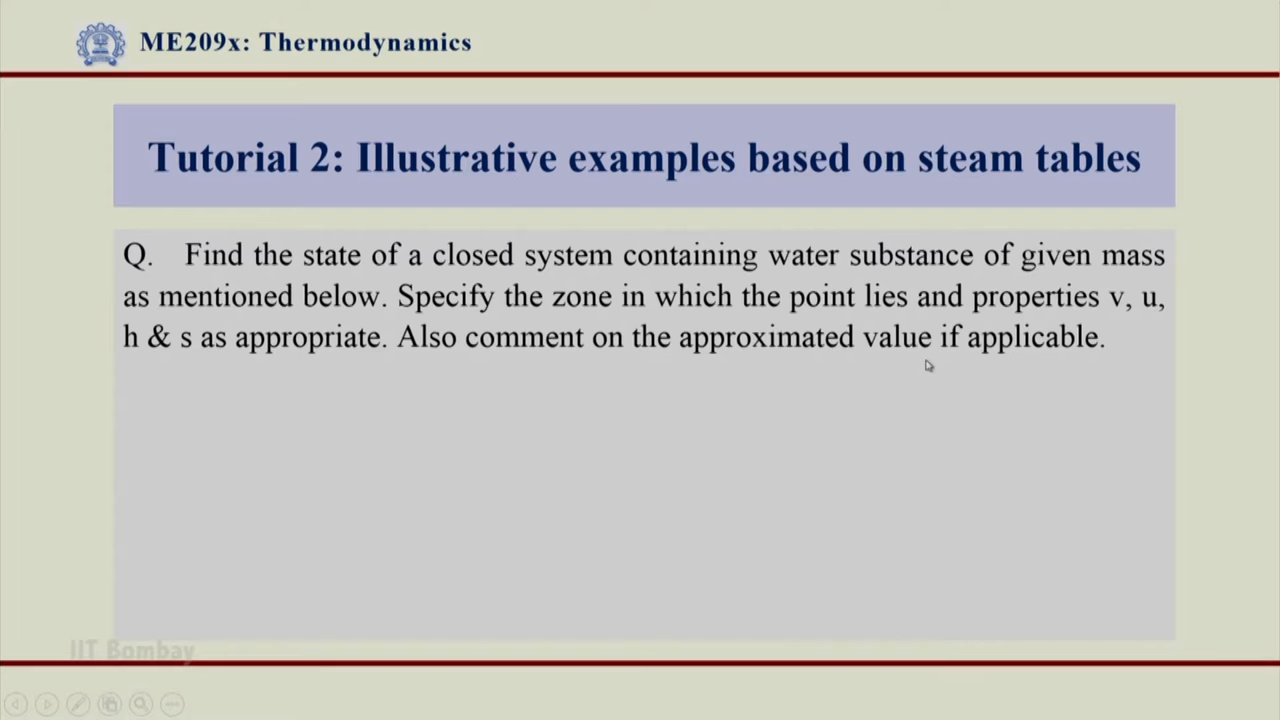 ME209x: Thermodynamics
Tutorial 2: Illustrative examples based on steam tables
Q. Find the state of a closed system containing water substance of given mass
as mentioned below. Specify the zone in which the point lies and properties v, u,
h & s as appropriate. Also comment on the approximated value if applicable.
IIT Bombay